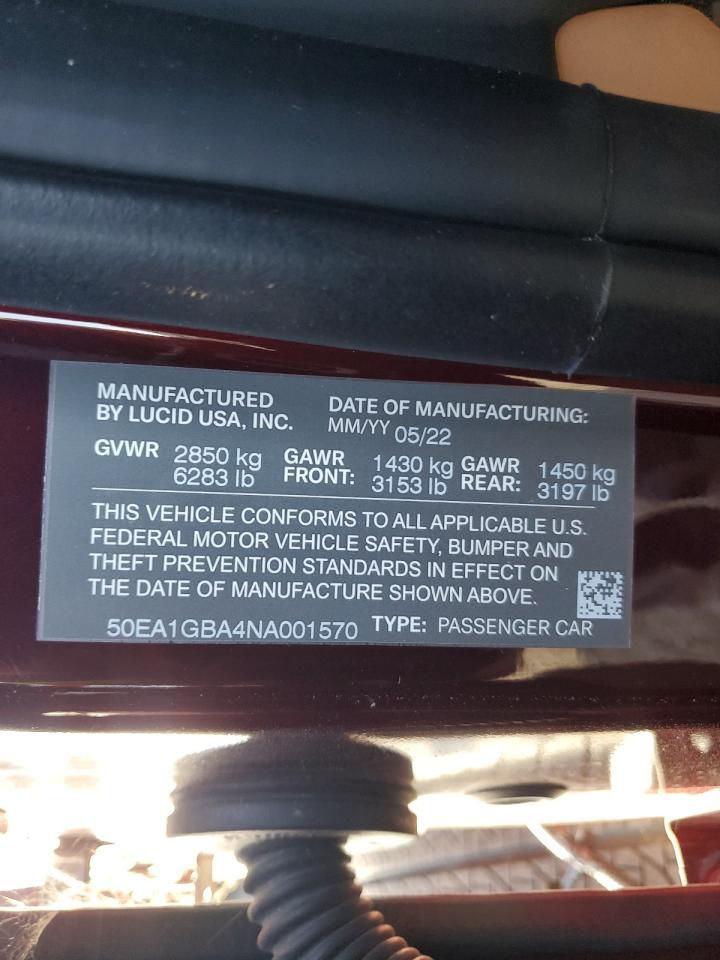 MANUFACTURED
BY LUCID USA, INC.
DATE OF MANUFACTURING:
MM/YY 05/22
GVWR 2850 kg
6283 lb
GAWR FRONT: 1430 kg
3153 lb
GAWR REAR: 1450 kg
3197 lb
THIS VEHICLE CONFORMS TO ALL APPLICABLE U.S.
FEDERAL MOTOR VEHICLE SAFETY, BUMPER AND
THEFT PREVENTION STANDARDS IN EFFECT ON
THE DATE OF MANUFACTURE SHOWN ABOVE.
50EA1GBA4NA001570 TYPE: PASSENGER CAR